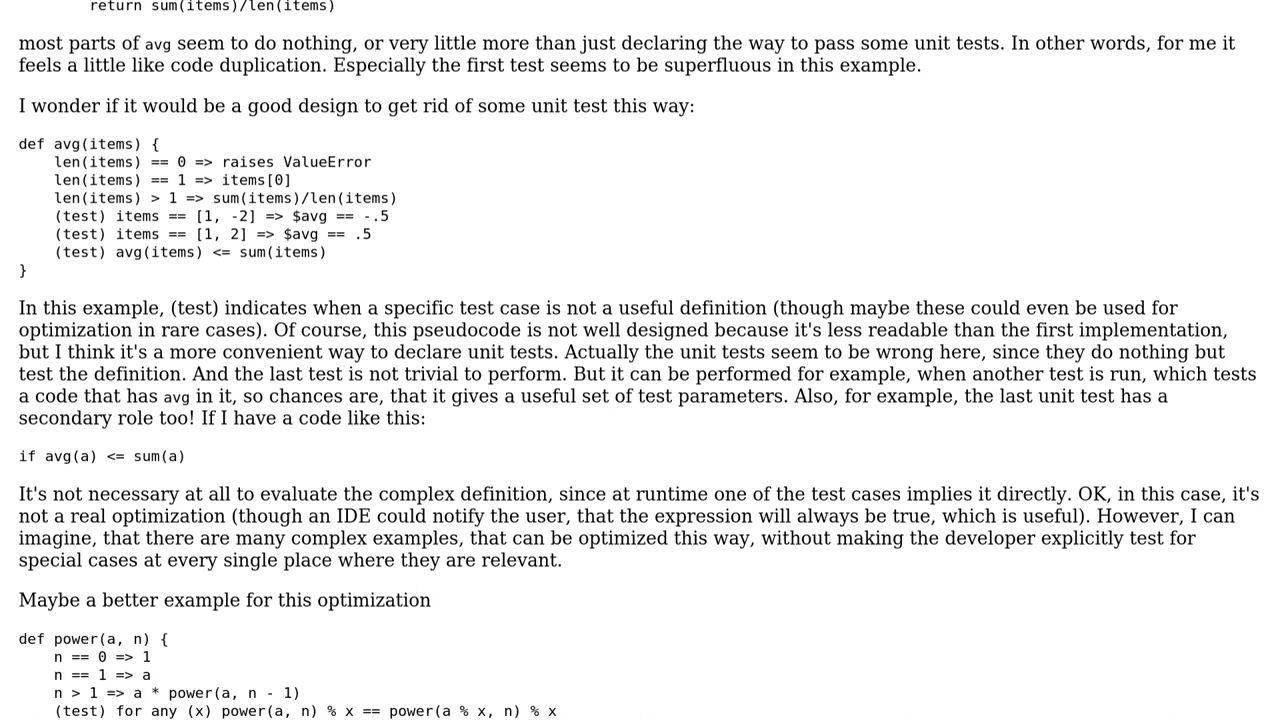 return sum(items)/len(items)
most parts of avg seem to do nothing, or very little more than just declaring the way to pass some unit tests. In other words, for me it
feels a little like code duplication. Especially the first test seems to be superfluous in this example.
I wonder if it would be a good design to get rid of some unit test this way:
def avg(items) {
    len(items) == 0 => raises ValueError
    len(items) == 1 => items[0]
    len(items) > 1 => sum(items)/len(items)
    (test) items == [1, -2] => $avg == -.5
    (test) items == [1, 2] => $avg == .5
    (test) avg(items) <= sum(items)
}
In this example, (test) indicates when a specific test case is not a useful definition (though maybe these could even be used for
optimization in rare cases). Of course, this pseudocode is not well designed because it's less readable than the first implementation,
but I think it's a more convenient way to declare unit tests. Actually the unit tests seem to be wrong here, since they do nothing but
test the definition. And the last test is not trivial to perform. But it can be performed for example, when another test is run, which tests
a code that has avg in it, so chances are, that it gives a useful set of test parameters. Also, for example, the last unit test has a
secondary role too! If I have a code like this:
if avg(a) <= sum(a)
It's not necessary at all to evaluate the complex definition, since at runtime one of the test cases implies it directly. OK, in this case, it's
not a real optimization (though an IDE could notify the user, that the expression will always be true, which is useful). However, I can
imagine, that there are many complex examples, that can be optimized this way, without making the developer explicitly test for
special cases at every single place where they are relevant.
Maybe a better example for this optimization
def power(a, n) {
    n == 0 => 1
    n == 1 => a
    n > 1 => a * power(a, n - 1)
    (test) for any (x) power(a, n) % x == power(a % x, n) % x